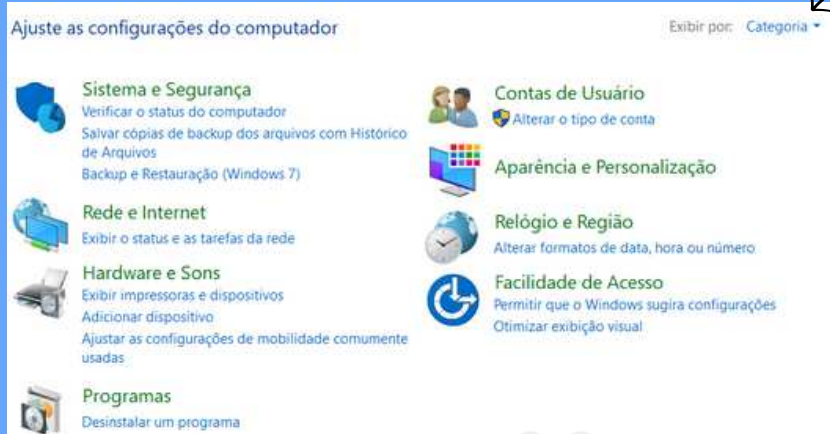 Ajuste as configurações do computador
Exibir por: Categoria
Sistema e Segurança
Verificar o status do computador
Salvar cópias de backup dos arquivos com Histórico
de Arquivos
Backup e Restauração (Windows 7)
Rede e Internet
Exibir o status e as tarefas da rede
Hardware e Sons
Exibir impressoras e dispositivos
Adicionar dispositivo
Ajustar as configurações de mobilidade comumente
usadas
Programas
Desinstalar um programa
Contas de Usuário
Alterar o tipo de conta
Aparência e Personalização
Relógio e Região
Alterar formatos de data, hora ou número
Facilidade de Acesso
Permitir que o Windows sugira configurações
Otimizar exibição visual